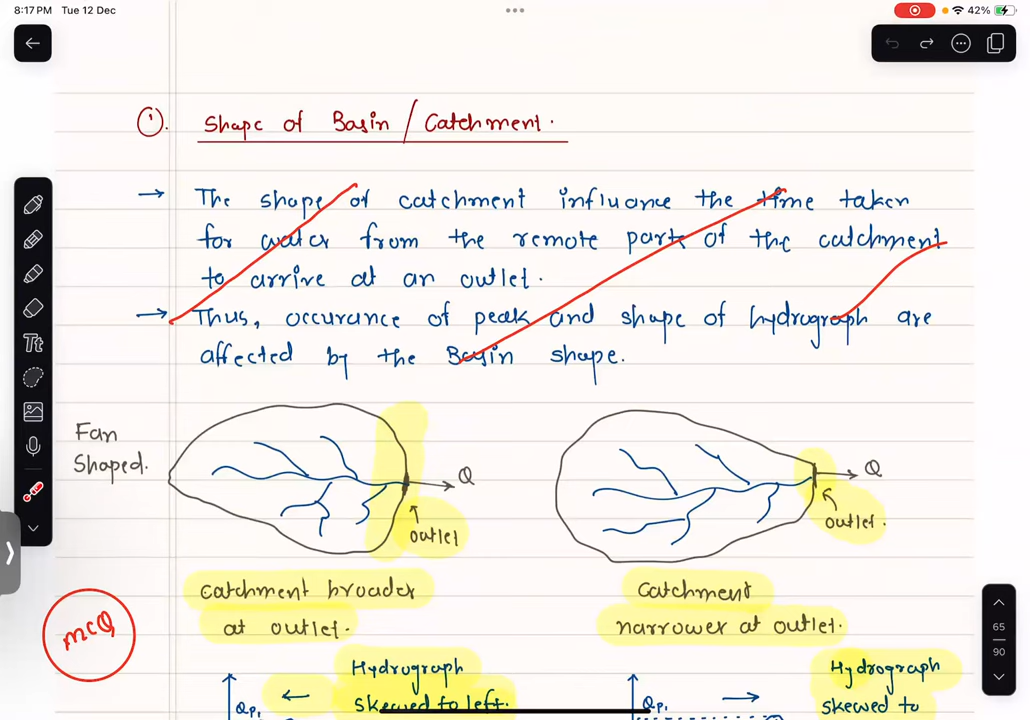 8:17 PM Tue 12 Dec
42%
①. Shape of Basin / Catchment.
→ The shape of catchment influance the time taken
for water from the remote part of the catchment
to arrive at an outlet.
→ Thus, occurance of peak and shape of hydrograph are
affected by the Basin shape.
Fan
Shaped.
Q
outlet
Q
outlet.
catchment broader
at outlet.
Catchment
narrower at outlet.
MCQ
Tt
65
90
Hydrograph
← skewed to left.
Qp₁
Hydrograph
→ skewed to
Qp₁